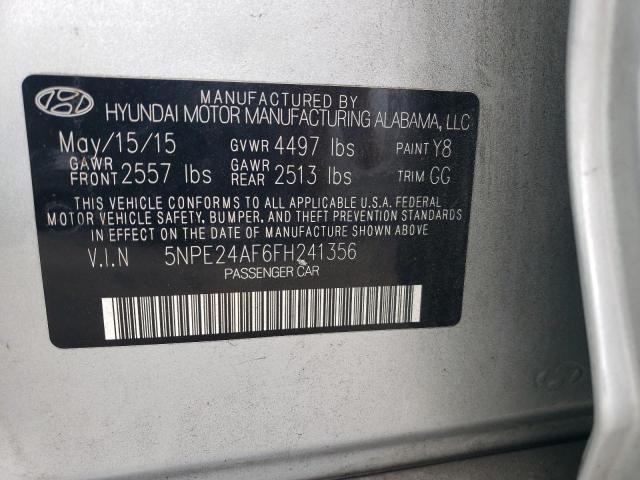 MANUFACTURED BY
HYUNDAI MOTOR MANUFACTURING ALABAMA, LLC
May/15/15 GVWR 4497 lbs PAINT Y8
GAWR FRONT 2557 lbs GAWR REAR 2513 lbs TRIM GG
THIS VEHICLE CONFORMS TO ALL APPLICABLE U.S.A. FEDERAL
MOTOR VEHICLE SAFETY, BUMPER, AND THEFT PREVENTION STANDARDS
IN EFFECT ON THE DATE OF MANUFACTURE SHOWN ABOVE.
V.I.N 5NPE24AF6FH241356
PASSENGER CAR